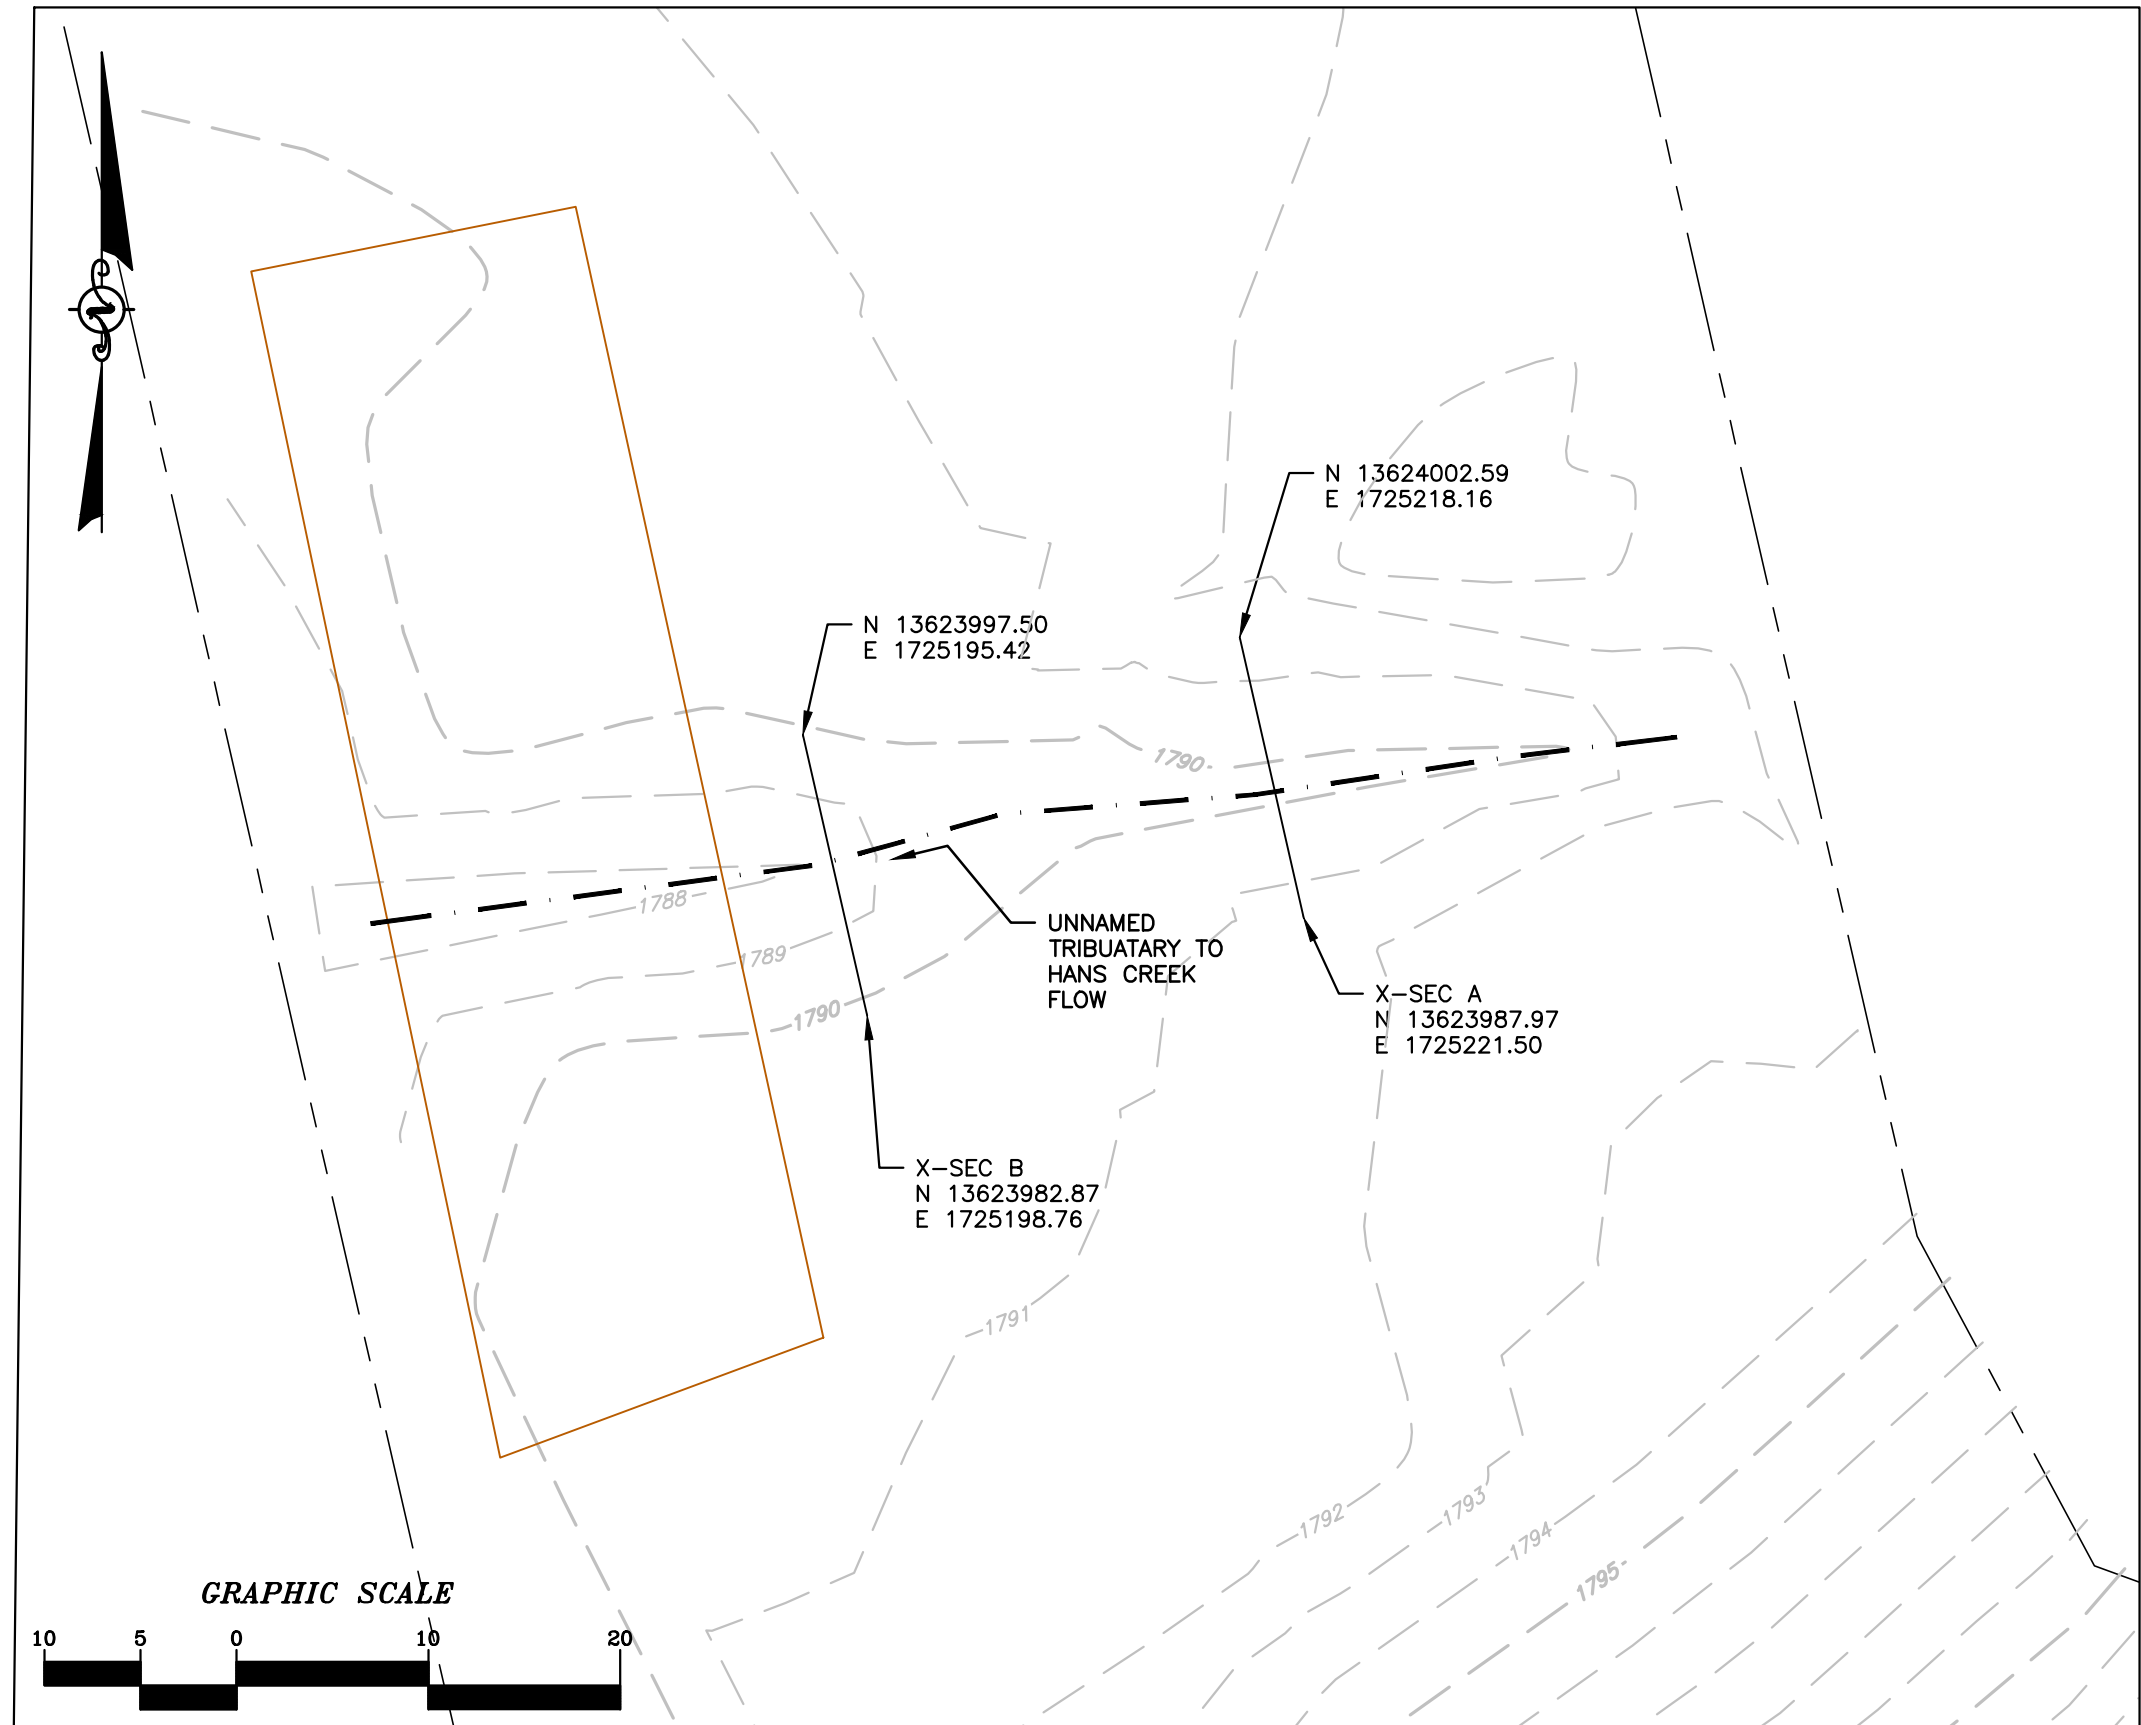 N 13624002.59
E 1725218.16
N 13623997.50
E 1725195.42
1790
1788
1789
1790
UNNAMED
TRIBUATARY TO
HANS CREEK
FLOW
X-SEC A
N 13623987.97
E 1725221.50
X-SEC B
N 13623982.87
E 1725198.76
1791
1792
1793
1794
1795
GRAPHIC SCALE
10 5 0 10 20
N